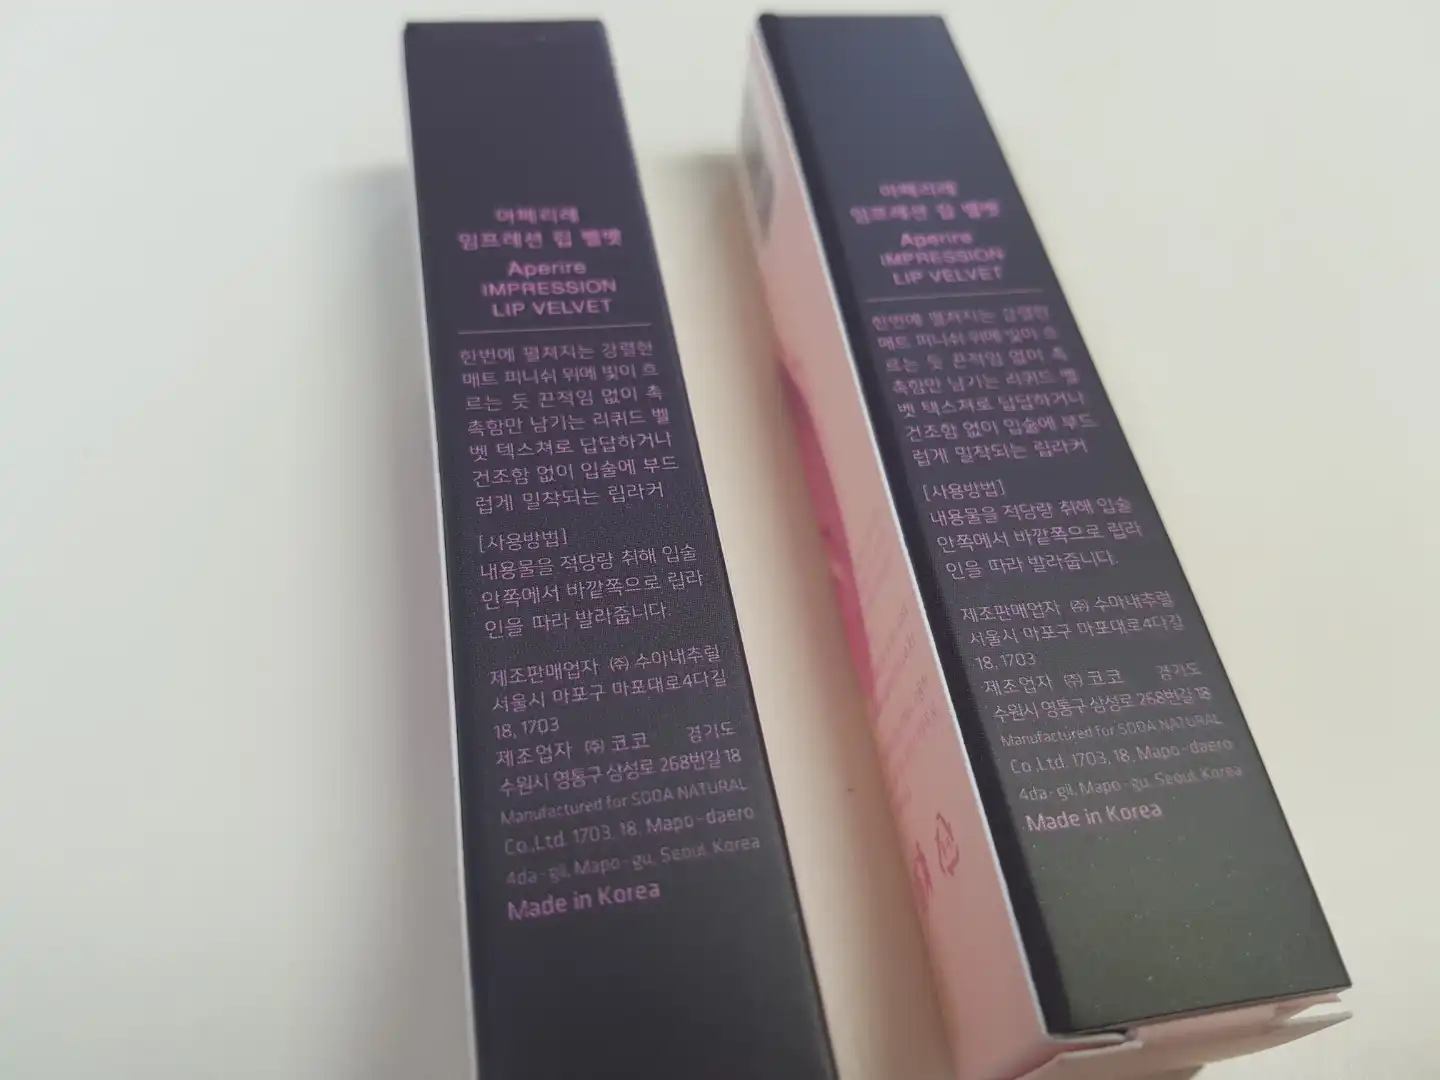 아페리레
임프레션 립 벨벳
Aperire
IMPRESSION
LIP VELVET
한번에 펼쳐지는 강렬한
매트 피니쉬 위에 빛이 흐
르는 듯 끈적임 없이 촉
촉함만 남기는 리퀴드 벨
벳 텍스쳐로 답답하거나
건조함 없이 입술에 부드
럽게 밀착되는 립라커
[사용방법]
내용물을 적당량 취해 입술
안쪽에서 바깥쪽으로 립라
인을 따라 발라줍니다.
제조판매업자 ㈜수아내추럴
서울시 마포구 마포대로4다길
18, 1703
제조업자 ㈜코코 경기도
수원시 영통구 삼성로 268번길 18
Manufactured for SOOA NATURAL
Co.,Ltd. 1703, 18, Mapo-daero
4da-gil, Mapo-gu, Seoul, Korea
Made in Korea
아페리레
임프레션 립 벨벳
Aperire
IMPRESSION
LIP VELVET
한번에 펼쳐지는 강렬한
매트 피니쉬 위에 빛이 흐
르는 듯 끈적임 없이 촉
촉함만 남기는 리퀴드 벨
벳 텍스쳐로 답답하거나
건조함 없이 입술에 부드
럽게 밀착되는 립라커
[사용방법]
내용물을 적당량 취해 입술
안쪽에서 바깥쪽으로 립라
인을 따라 발라줍니다.
제조판매업자 ㈜수아내추럴
서울시 마포구 마포대로4다길
18, 1703
제조업자 ㈜코코 경기도
수원시 영통구 삼성로 268번길 18
Manufactured for SOOA NATURAL
Co.,Ltd. 1703, 18, Mapo-daero
4da-gil, Mapo-gu, Seoul, Korea
Made in Korea